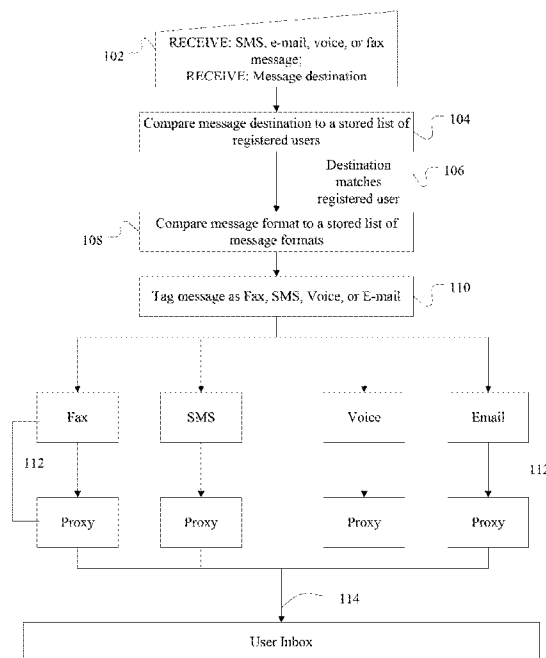 102
RECEIVE: SMS, e-mail, voice, or fax
message;
RECEIVE: Message destination
Compare message destination to a stored list of
registered users
104
Destination
matches
registered user
106
108
Compare message format to a stored list of
message formats
Tag message as Fax, SMS, Voice, or E-mail
110
Fax
SMS
Voice
Email
112
112
Proxy
Proxy
Proxy
Proxy
114
User Inbox